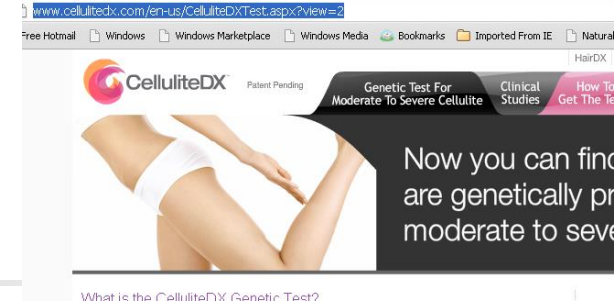 www.cellulitedx.com/en-us/CelluliteDXTest.aspx?view=2
Free Hotmail Windows Windows Marketplace Windows Media Bookmarks Imported From IE Natural
HairDX
CelluliteDX Patent Pending
Genetic Test For Clinical How To
Moderate To Severe Cellulite Studies Get The Te
Now you can find
are genetically pr
moderate to seve
What is the CelluliteDX Genetic Test?